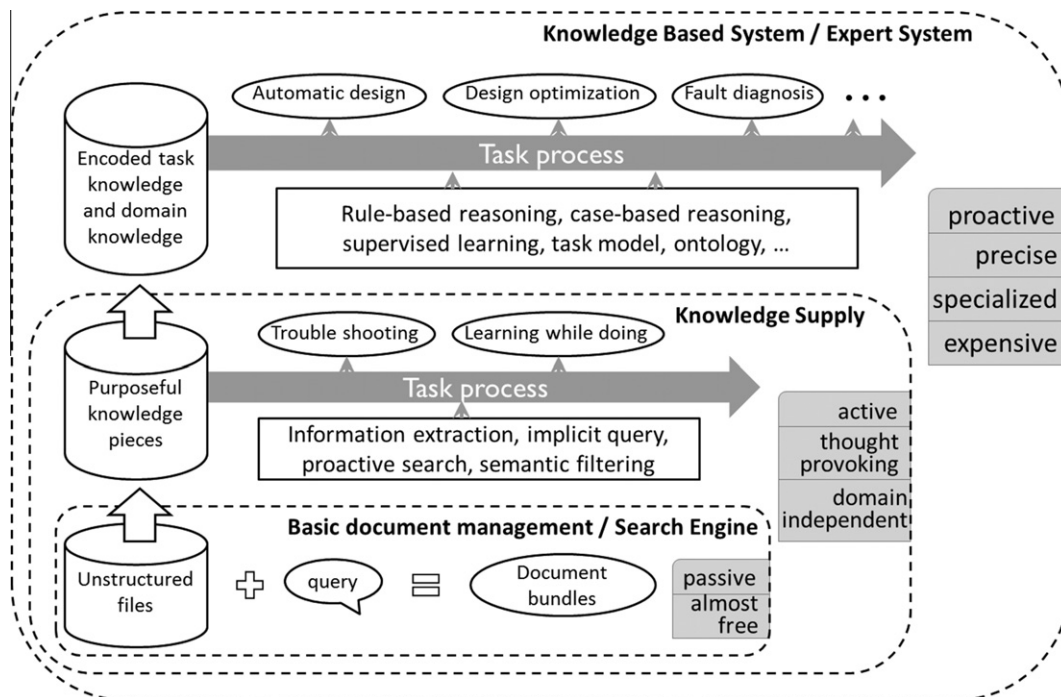 Knowledge Based System / Expert System
Automatic design
Design optimization
Fault diagnosis
...
Encoded task
knowledge
and domain
knowledge
Task process
Rule-based reasoning, case-based reasoning,
supervised learning, task model, ontology, ...
proactive
precise
specialized
expensive
Knowledge Supply
Trouble shooting
Learning while doing
Purposeful
knowledge
pieces
Task process
Information extraction, implicit query,
proactive search, semantic filtering
active
thought
provoking
domain
independent
Basic document management / Search Engine
Unstructured
files
+
query
=
Document
bundles
passive
almost
free